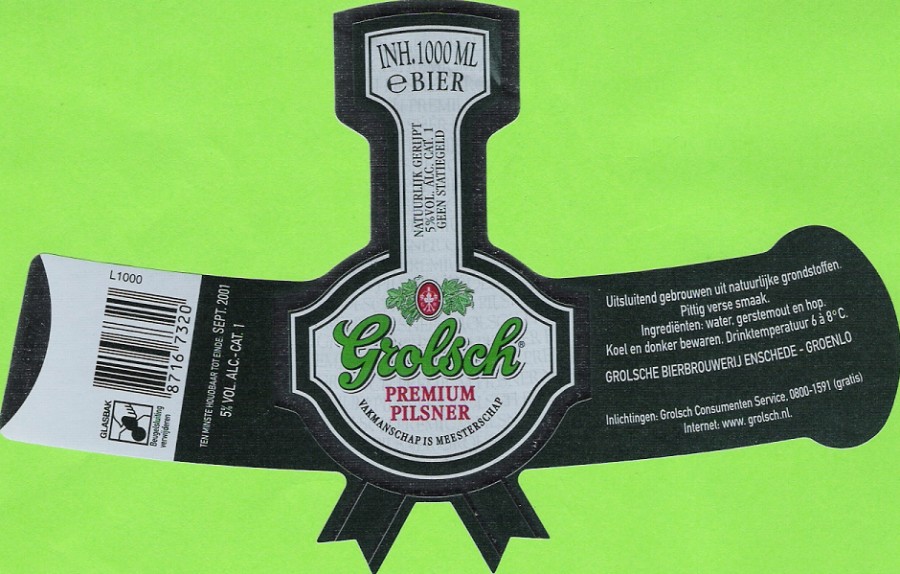 INH. 1000 ML
e BIER
NATUURLIJK GERIJPT
5% VOL. ALC. CAT. 1
GEEN STATIEGELD
Grolsch®
PREMIUM
PILSNER
VAKMANSCHAP IS MEESTERSCHAP
L1000
87167320
GLASBAK
Beugelsluiting
verwijderen
TEN MINSTE HOUDBAAR TOT EINDE: SEPT. 2001
5% VOL. ALC. - CAT. 1
Uitsluitend gebrouwen uit natuurlijke grondstoffen.
Pittig verse smaak.
Ingrediënten: water, gerstemout en hop.
Koel en donker bewaren. Drinktemperatuur 6 à 8°C.
GROLSCHE BIERBROUWERIJ ENSCHEDE - GROENLO
Inlichtingen: Grolsch Consumenten Service, 0800-1591 (gratis)
Internet: www. grolsch.nl.